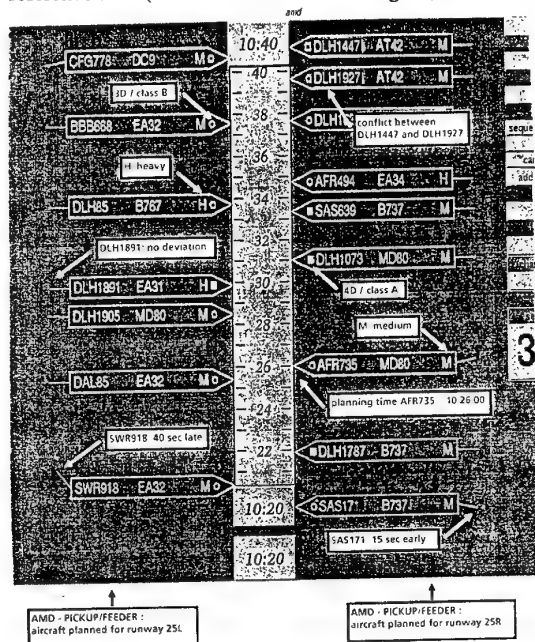 amd
10:40
CFG778 DC9 M
DLH1447 AT42 M
40
DLH1927 AT42 M
3D / class B
conflict between
DLH1447 and DLH1927
38
BBB668 EA32 M
seque
36
H heavy
AFR494 EA34 H
add
34
DLH85 B767 H
SAS639 B737 M
32
DLH1891 no deviation
DLH1073 MD80 M
30
DLH1891 EA31 H
4D / class A
DLH1905 MD80 M
28
M medium
3
26
AFR735 MD80 M
DAL85 EA32 M
planning time AFR735 10 26 00
24
SWR918 40 sec late
22
DLH1787 B737 M
SWR918 EA32 M
10:20
SAS171 B737 M
SAS171 15 sec early
10:20
AMD - PICKUP/FEEDER :
aircraft planned for runway 25L
AMD - PICKUP/FEEDER :
aircraft planned for runway 25R